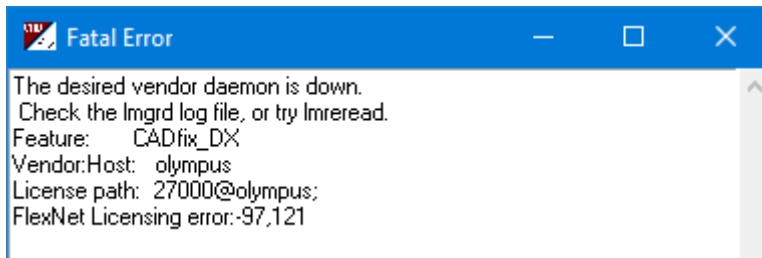 Fatal Error
The desired vendor daemon is down.
Check the lmgrd log file, or try lmreread.
Feature: CADfix_DX
Vendor:Host: olympus
License path: 27000@olympus;
FlexNet Licensing error:-97,121